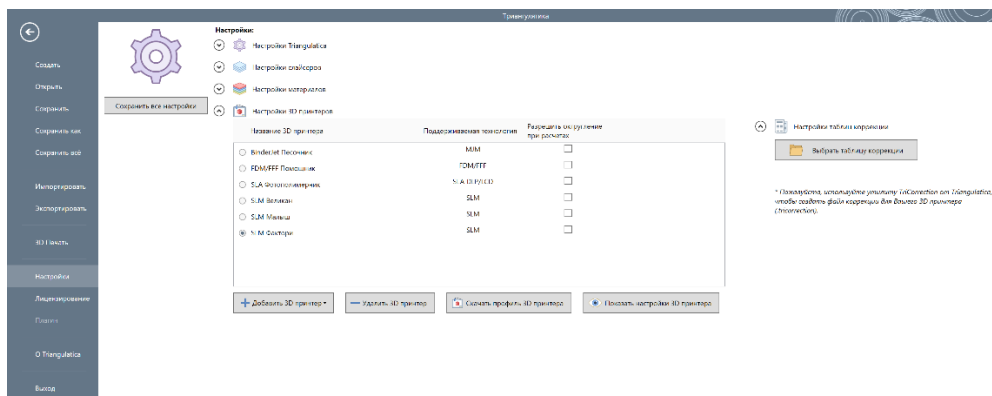 Триангулятика
Создать
Открыть
Сохранить
Сохранить как
Сохранить всё
Импортировать
Экспортировать
3D Печать
Настройки
Лицензирование
Плагин
О Triangulatica
Выход
Сохранить все настройки
Настройки:
Настройки Triangulatica
Настройки слайсеров
Настройки материалов
Настройки 3D принтеров
Название 3D принтера
Поддерживаемая технология
Разрешить округление
при расчетах
BinderJet Песочник
MJM
FDM/FFF Помощник
FDM/FFF
SLA Фотополимерчик
SLA DLP/LCD
SLM Великан
SLM
SLM Малыш
SLM
SLM Фактори
SLM
Добавить 3D принтер
Удалить 3D принтер
Скачать профиль 3D принтера
Показать настройки 3D принтера
Настройки таблиц коррекции
Выбрать таблицу коррекции
* Пожалуйста, используйте утилиту TriCorrection от Triangulatica,
чтобы создать файл коррекции для Вашего 3D принтера
(.tricorrection).